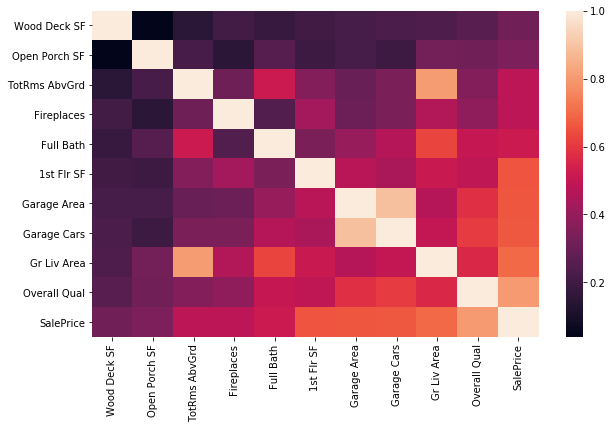 Wood Deck SF
Open Porch SF
TotRms AbvGrd
Fireplaces
Full Bath
1st Flr SF
Garage Area
Garage Cars
Gr Liv Area
Overall Qual
SalePrice
Wood Deck SF
Open Porch SF
TotRms AbvGrd
Fireplaces
Full Bath
1st Flr SF
Garage Area
Garage Cars
Gr Liv Area
Overall Qual
SalePrice
1.0
0.8
0.6
0.4
0.2